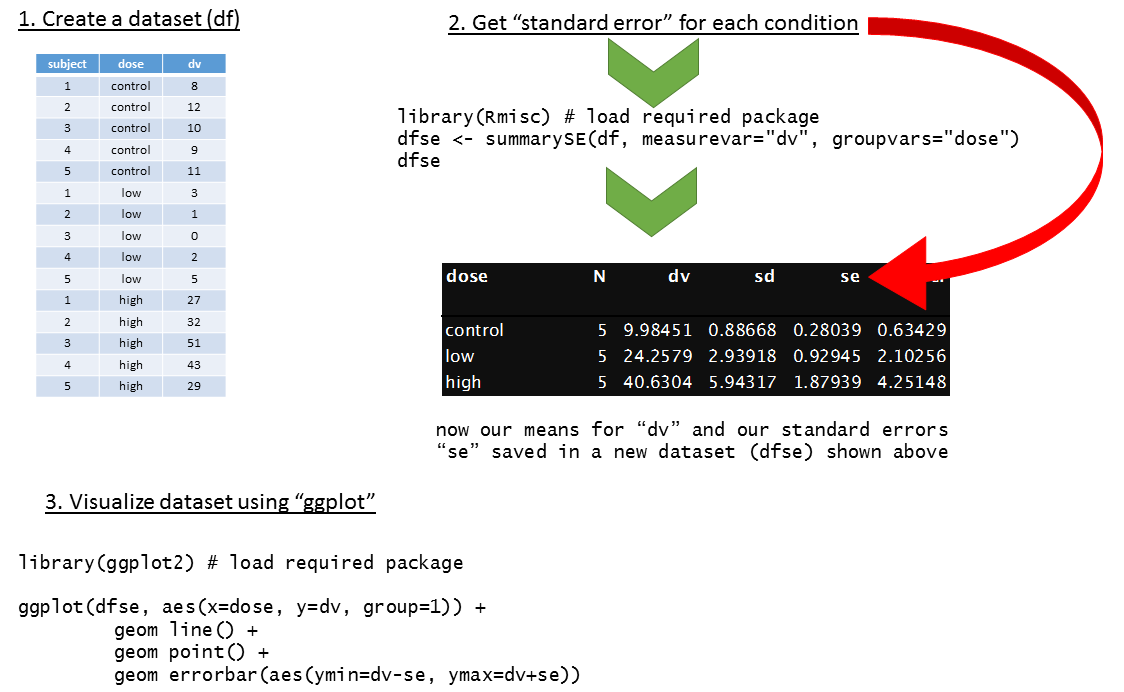 1. Create a dataset (df)
subject dose dv
1 control 8
2 control 12
3 control 10
4 control 9
5 control 11
1 low 3
2 low 1
3 low 0
4 low 2
5 low 5
1 high 27
2 high 32
3 high 51
4 high 43
5 high 29
2. Get “standard error” for each condition
library(Rmisc) # load required package
dfse <- summarySE(df, measurevar="dv", groupvars="dose")
dfse
dose N dv sd se
control 5 9.98451 0.88668 0.28039 0.63429
low 5 24.2579 2.93918 0.92945 2.10256
high 5 40.6304 5.94317 1.87939 4.25148
now our means for “dv” and our standard errors
“se” saved in a new dataset (dfse) shown above
3. Visualize dataset using “ggplot”
library(ggplot2) # load required package
ggplot(dfse, aes(x=dose, y=dv, group=1)) +
geom line() +
geom point() +
geom errorbar(aes(ymin=dv-se, ymax=dv+se))